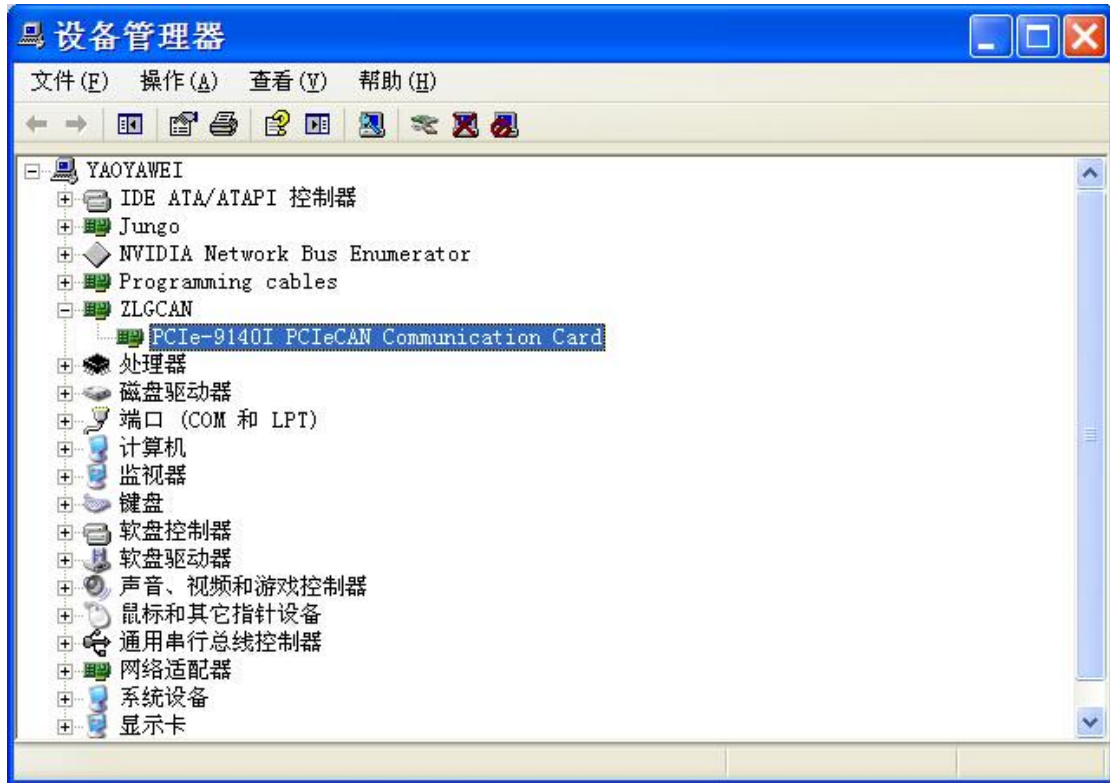 设备管理器
文件(F) 操作(A) 查看(V) 帮助(H)
YAOYAWEI
IDE ATA/ATAPI 控制器
Jungo
NVIDIA Network Bus Enumerator
Programming cables
ZLGCAN
PCIe-9140I PCIeCAN Communication Card
处理器
磁盘驱动器
端口 (COM 和 LPT)
计算机
监视器
键盘
软盘控制器
软盘驱动器
声音、视频和游戏控制器
鼠标和其它指针设备
通用串行总线控制器
网络适配器
系统设备
显示卡